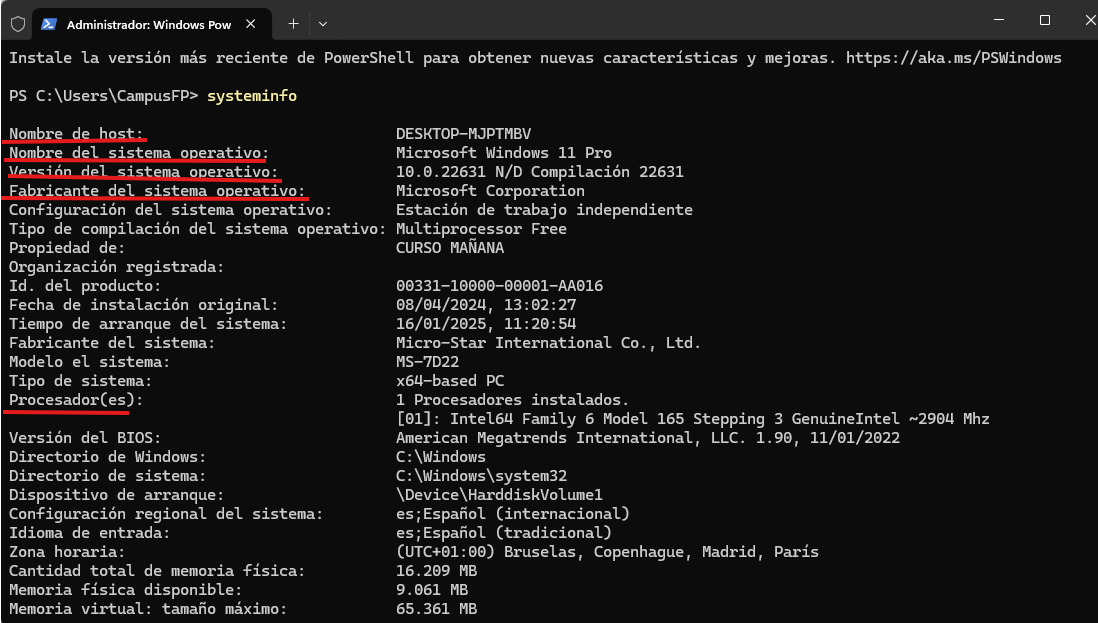 Administrador: Windows Pow
Instale la versión más reciente de PowerShell para obtener nuevas características y mejoras. https://aka.ms/PSWindows
PS C:\Users\CampusFP> systeminfo
Nombre de host: DESKTOP-MJPTMBV
Nombre del sistema operativo: Microsoft Windows 11 Pro
Versión del sistema operativo: 10.0.22631 N/D Compilación 22631
Fabricante del sistema operativo: Microsoft Corporation
Configuración del sistema operativo: Estación de trabajo independiente
Tipo de compilación del sistema operativo: Multiprocessor Free
Propiedad de: CURSO MAÑANA
Organización registrada:
Id. del producto: 00331-10000-00001-AA016
Fecha de instalación original: 08/04/2024, 13:02:27
Tiempo de arranque del sistema: 16/01/2025, 11:20:54
Fabricante del sistema: Micro-Star International Co., Ltd.
Modelo el sistema: MS-7D22
Tipo de sistema: x64-based PC
Procesador(es): 1 Procesadores instalados.
[01]: Intel64 Family 6 Model 165 Stepping 3 GenuineIntel ~2904 Mhz
Versión del BIOS: American Megatrends International, LLC. 1.90, 11/01/2022
Directorio de Windows: C:\Windows
Directorio de sistema: C:\Windows\system32
Dispositivo de arranque: \Device\HarddiskVolume1
Configuración regional del sistema: es;Español (internacional)
Idioma de entrada: es;Español (tradicional)
Zona horaria: (UTC+01:00) Bruselas, Copenhague, Madrid, París
Cantidad total de memoria física: 16.209 MB
Memoria física disponible: 9.061 MB
Memoria virtual: tamaño máximo: 65.361 MB